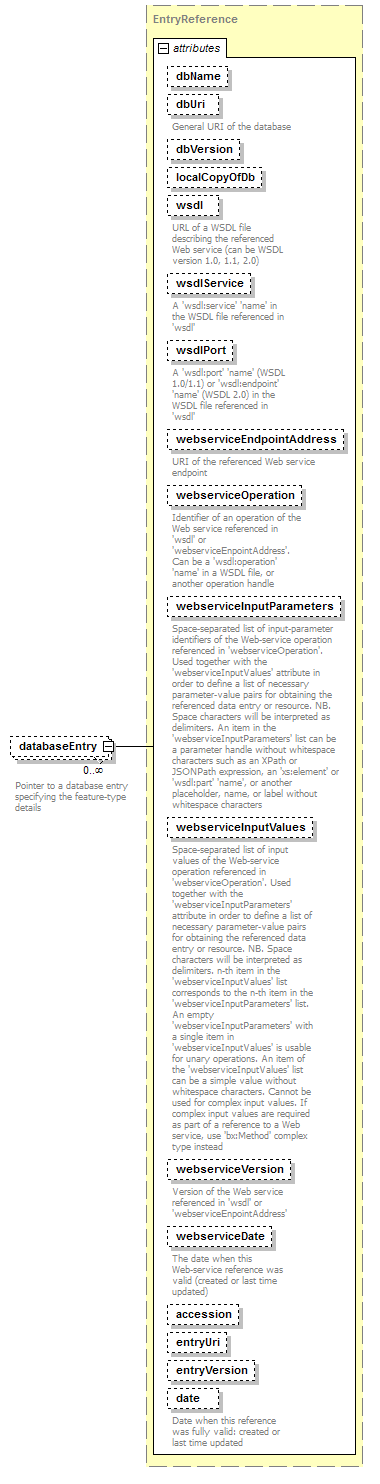 EntryReference
attributes
dbName
dbUri
General URI of the database
dbVersion
localCopyOfDb
wsdl
URL of a WSDL file
describing the referenced
Web service (can be WSDL
version 1.0, 1.1, 2.0)
wsdlService
A 'wsdl:service' 'name' in
the WSDL file referenced in
'wsdl'
wsdlPort
A 'wsdl:port' 'name' (WSDL
1.0/1.1) or 'wsdl:endpoint'
'name' (WSDL 2.0) in the
WSDL file referenced in
'wsdl'
webserviceEndpointAddress
URI of the referenced Web service
endpoint
webserviceOperation
Identifier of an operation of the
Web service referenced in
'wsdl' or
'webserviceEnpointAddress'.
Can be a 'wsdl:operation'
'name' in a WSDL file, or
another operation handle
webserviceInputParameters
Space-separated list of input-parameter
identifiers of the Web-service operation
referenced in 'webserviceOperation'.
Used together with the
'webserviceInputValues' attribute in
order to define a list of necessary
parameter-value pairs for obtaining the
referenced data entry or resource. NB.
Space characters will be interpreted as
delimiters. An item in the
'webserviceInputParameters' list can be
a parameter handle without whitespace
characters such as an XPath or
JSONPath expression, an 'xs:element' or
'wsdl:part' 'name', or another
placeholder, name, or label without
whitespace characters
databaseEntry
0..∞
Pointer to a database entry
specifying the feature-type
details
webserviceInputValues
Space-separated list of input
values of the Web-service
operation referenced in
'webserviceOperation'. Used
together with the
'webserviceInputParameters'
attribute in order to define a list of
necessary parameter-value pairs
for obtaining the referenced data
entry or resource. NB. Space
characters will be interpreted as
delimiters. n-th item in the
'webserviceInputValues' list
corresponds to the n-th item in the
'webserviceInputParameters' list.
An empty
'webserviceInputParameters' with
a single item in
'webserviceInputValues' is usable
for unary operations. An item of
the 'webserviceInputValues' list
can be a simple value without
whitespace characters. Cannot be
used for complex input values. If
complex input values are required
as part of a reference to a Web
service, use 'bx:Method' complex
type instead
webserviceVersion
Version of the Web service
referenced in 'wsdl' or
'webserviceEnpointAddress'
webserviceDate
The date when this
Web-service reference was
valid (created or last time
updated)
accession
entryUri
entryVersion
date
Date when this reference
was fully valid: created or
last time updated